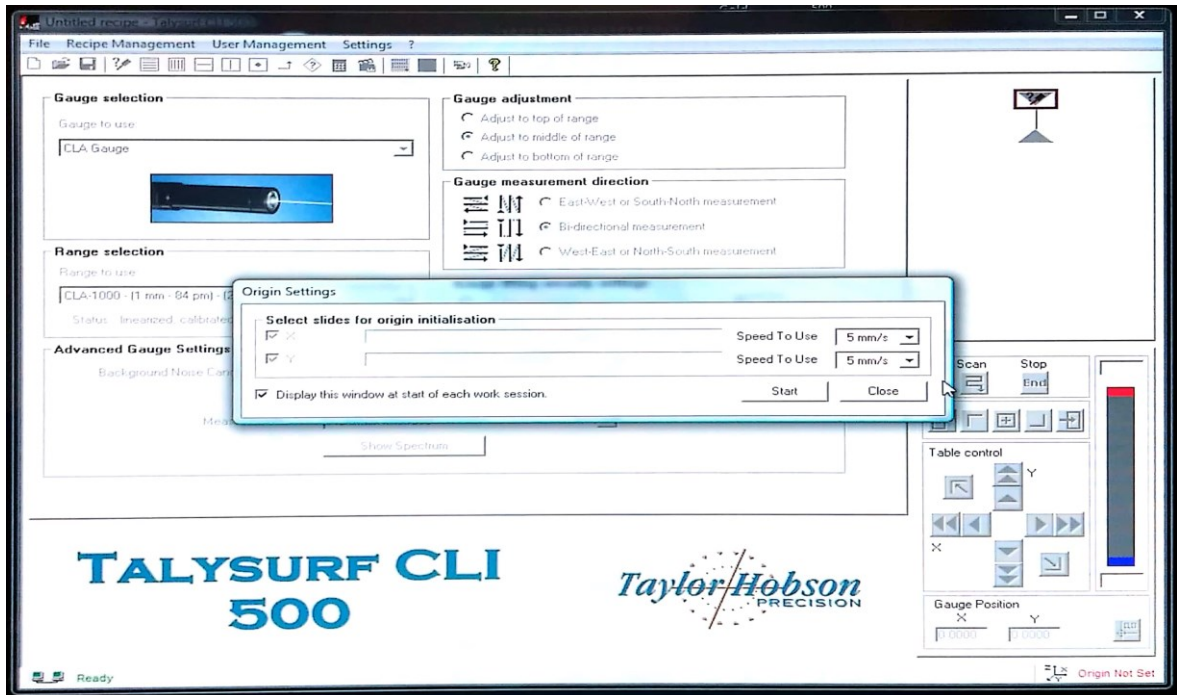 Untitled recipe - Talysurf CLI 500
File Recipe Management User Management Settings ?
Gauge selection
Gauge to use
CLA Gauge
Gauge adjustment
Adjust to top of range
Adjust to middle of range
Adjust to bottom of range
Gauge measurement direction
East-West or South-North measurement
Bi-directional measurement
West-East or North-South measurement
Range selection
Range to use
CLA-1000 - (1 mm - 84 pm) - (2
Status: linearized, calibrated
Origin Settings
Select slides for origin initialisation
X
Speed To Use 5 mm/s
Y
Speed To Use 5 mm/s
Display this window at start of each work session.
Start
Close
Advanced Gauge Settings
Background Noise
Show Spectrum
Scan
Stop
End
Table control
Y
X
Gauge Position
X Y
0.0000 0.0000
TALYSURF CLI
500
Taylor Hobson
PRECISION
Ready
Origin Not Set